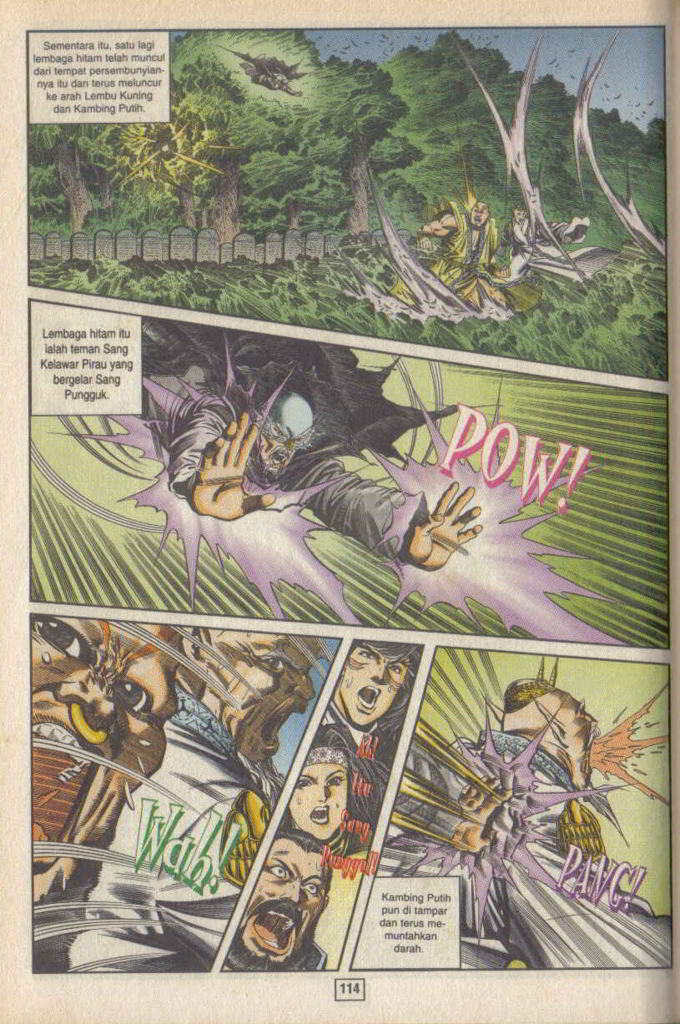 Sementara itu, satu lagi
lembaga hitam telah muncul
dari tempat persembunyian-
nya itu dan terus meluncur
ke arah Lembu Kuning
dan Kambing Putih.
Lembaga hitam itu
ialah teman Sang
Kelawar Pirau yang
bergelar Sang
Pungguk.
POW!
Wah!
Itu
Sang
Pungguk!
PANG!
Kambing Putih
pun di tampar
dan terus me-
muntahkan
darah.
114